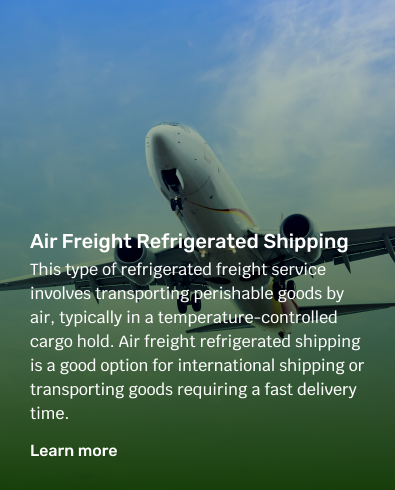 Air Freight Refrigerated Shipping
This type of refrigerated freight service
involves transporting perishable goods by
air, typically in a temperature-controlled
cargo hold. Air freight refrigerated shipping
is a good option for international shipping or
transporting goods requiring a fast delivery
time.
Learn more